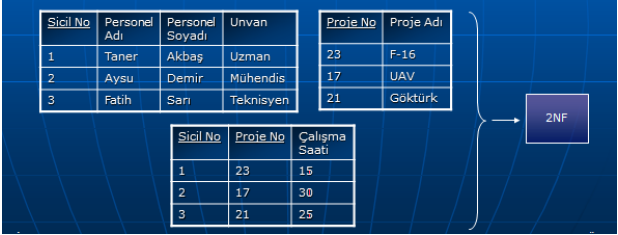 Sicil No Personel Adı Personel Soyadı Unvan
1 Taner Akbaş Uzman
2 Aysu Demir Mühendis
3 Fatih Sarı Teknisyen
Proje No Proje Adı
23 F-16
17 UAV
21 Göktürk
Sicil No Proje No Çalışma Saati
1 23 15
2 17 30
3 21 25
2NF